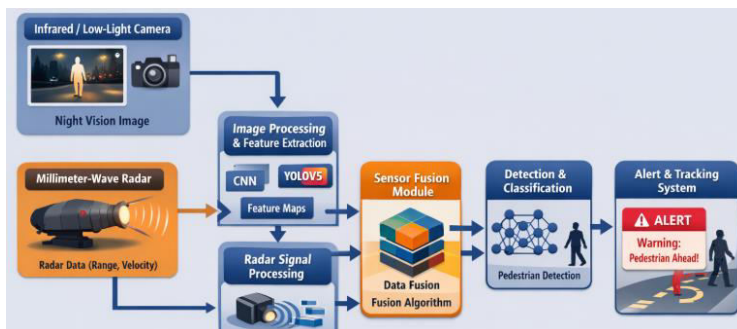 Infrared / Low-Light Camera
Night Vision Image
Millimeter-Wave Radar
Radar Data (Range, Velocity)
Image Processing
& Feature Extraction
CNN
YOLOV5
Feature Maps
Radar Signal
Processing
Sensor Fusion
Module
Data Fusion
Fusion Algorithm
Detection &
Classification
Pedestrian Detection
Alert & Tracking
System
ALERT
Warning:
Pedestrian Ahead!